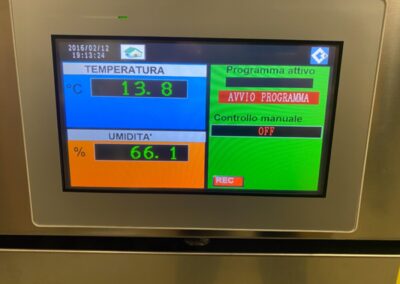 2016/02/12
19:13:24
TEMPERATURA
°C 13.8
UMIDITA'
% 66.1
Programma attivo
AVVIO PROGRAMMA
Controllo manuale
OFF
REC